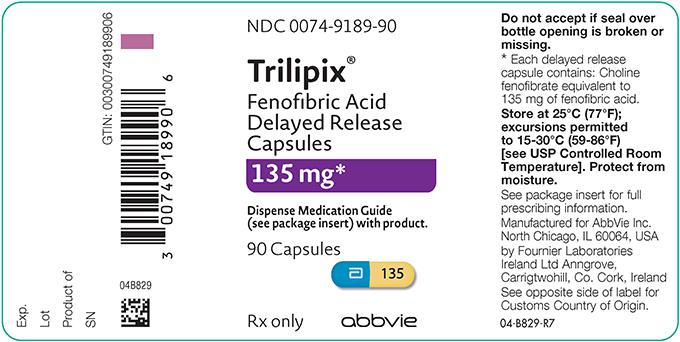 Exp.
Lot
Product of
SN
GTIN: 00300749189906
3 00749 18990 6
04B829
NDC 0074-9189-90
Trilipix®
Fenofibric Acid
Delayed Release
Capsules
135 mg*
Dispense Medication Guide
(see package insert) with product.
90 Capsules
a 135
Rx only abbvie
Do not accept if seal over
bottle opening is broken or
missing.
* Each delayed release
capsule contains: Choline
fenofibrate equivalent to
135 mg of fenofibric acid.
Store at 25°C (77°F);
excursions permitted
to 15-30°C (59-86°F)
[see USP Controlled Room
Temperature]. Protect from
moisture.
See package insert for full
prescribing information.
Manufactured for AbbVie Inc.
North Chicago, IL 60064, USA
by Fournier Laboratories
Ireland Ltd Anngrove,
Carrigtwohill, Co. Cork, Ireland
See opposite side of label for
Customs Country of Origin.
04-B829-R7